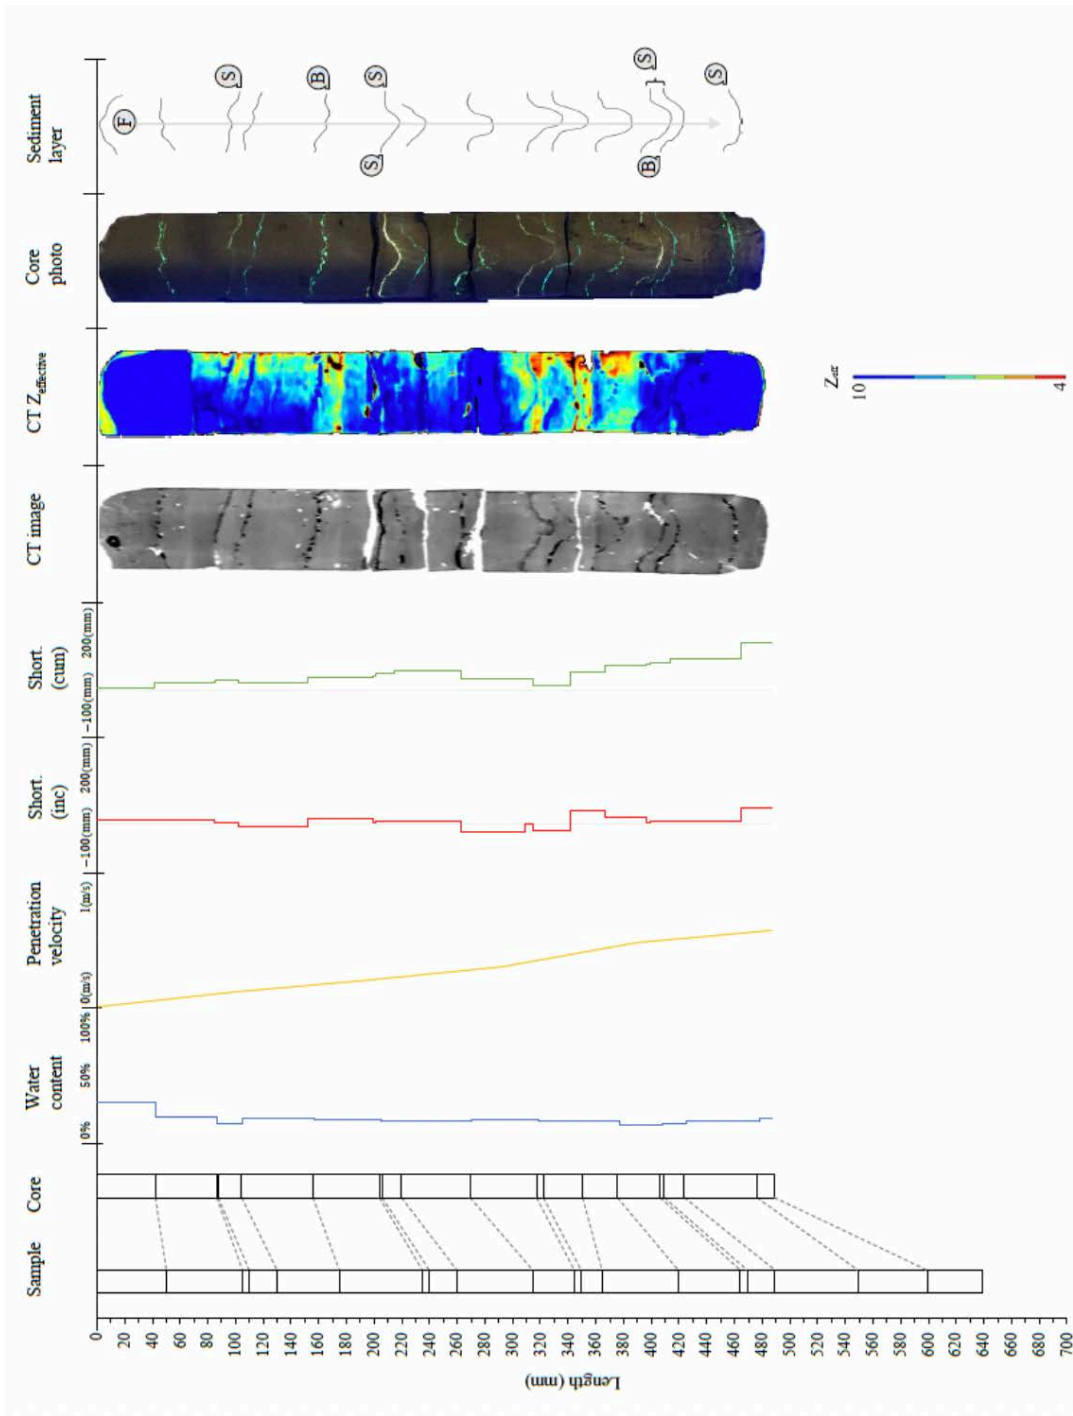 Sediment
layer
Core
photo
CT Zeffective
CT image
Short.
(cum)
Short.
(inc)
Penetration
velocity
Water
content
Core
Sample
F
S
B
S
S
S
B
S
Zeff
10
4
-100(mm)
200(mm)
-100(mm)
200(mm)
0(m/s)
1(m/s)
0%
50%
100%
0
20
40
60
80
100
120
140
160
180
200
220
240
260
280
300
320
340
360
380
400
420
440
460
480
500
520
540
560
580
600
620
640
660
680
700
Length (mm)